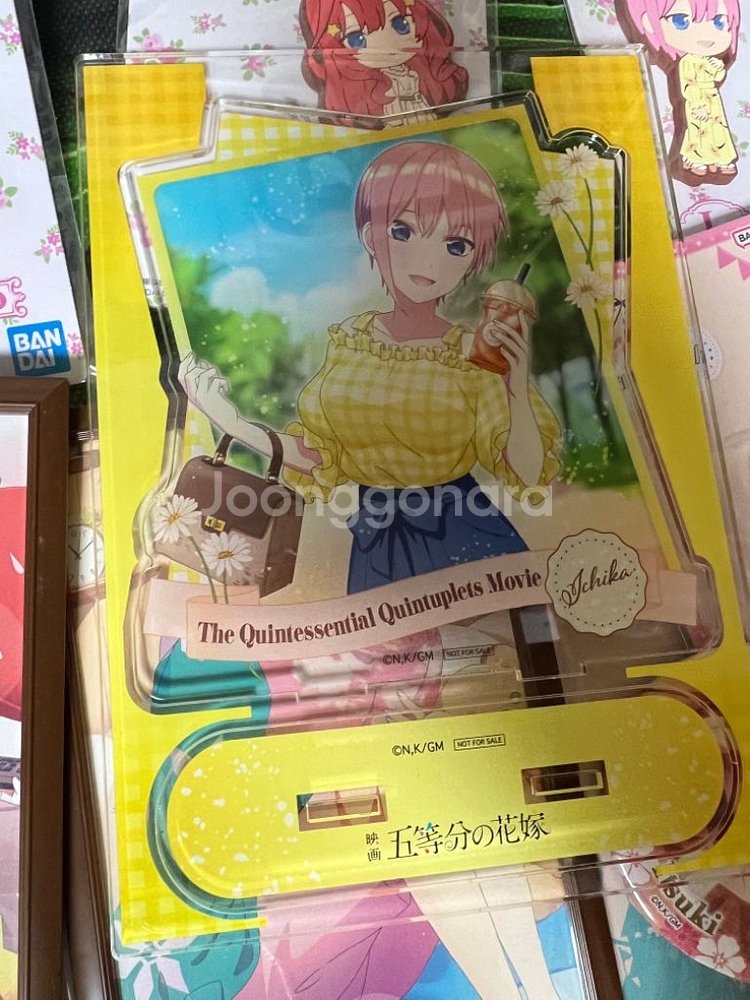 BAN
DAI
Joonggonara
The Quintessential Quintuplets Movie
Ichika
©N,K/GM NOT FOR SALE
©N,K/GM NOT FOR SALE
映画 五等分の花嫁
©N,K/GM